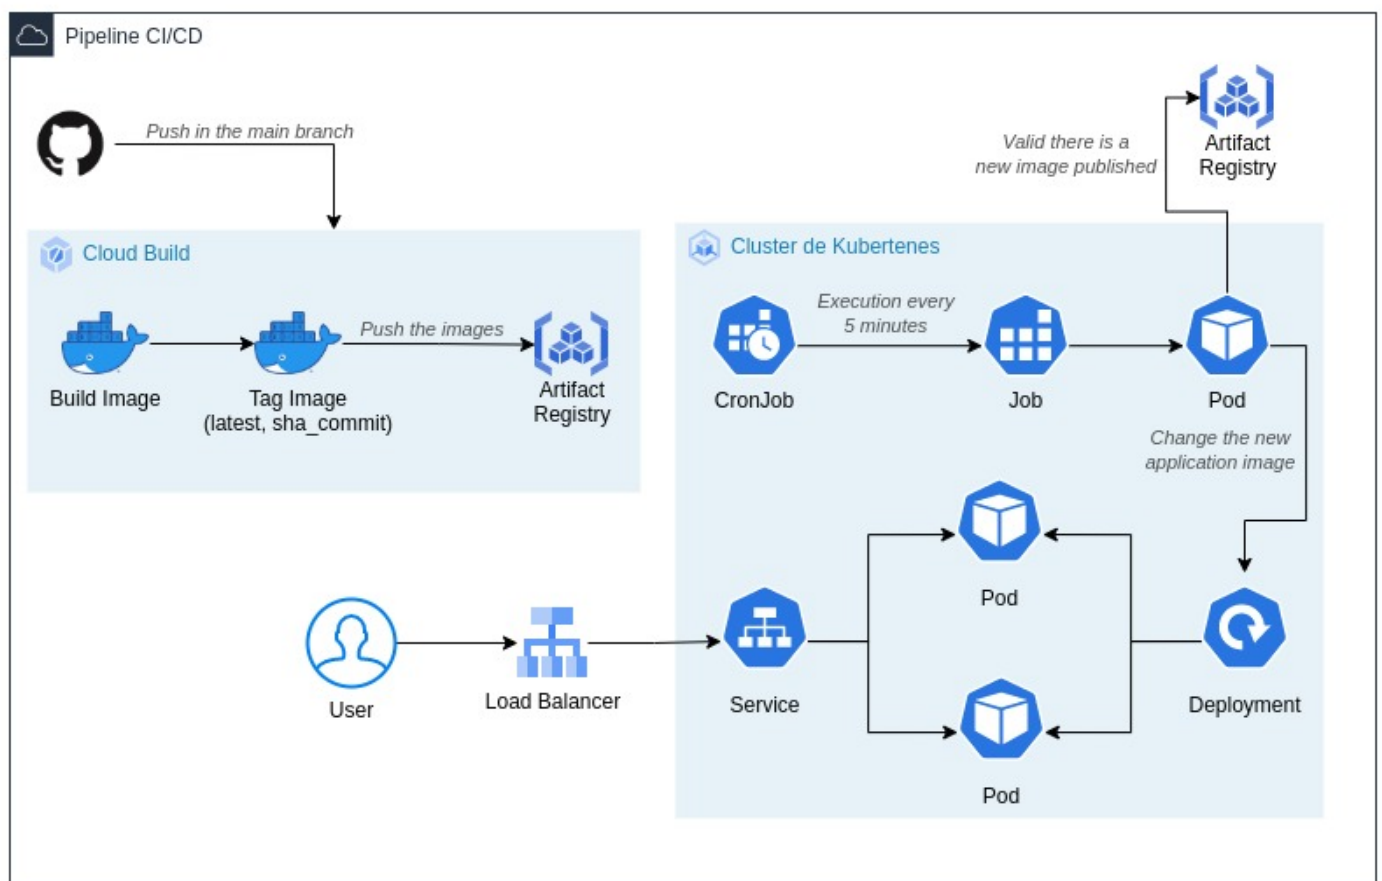 Pipeline CI/CD
Push in the main branch
Valid there is a
new image published
Artifact
Registry
Cloud Build
Build Image
Tag Image
(latest, sha_commit)
Push the images
Artifact
Registry
Cluster de Kubertenes
CronJob
Execution every
5 minutes
Job
Pod
Change the new
application image
Pod
User
Load Balancer
Service
Deployment
Pod